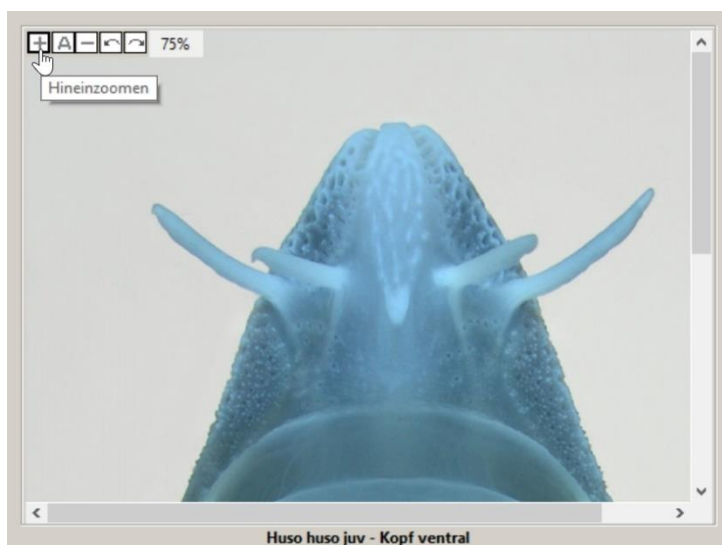 + A − 75%
Hineinzoomen
Huso huso juv - Kopf ventral